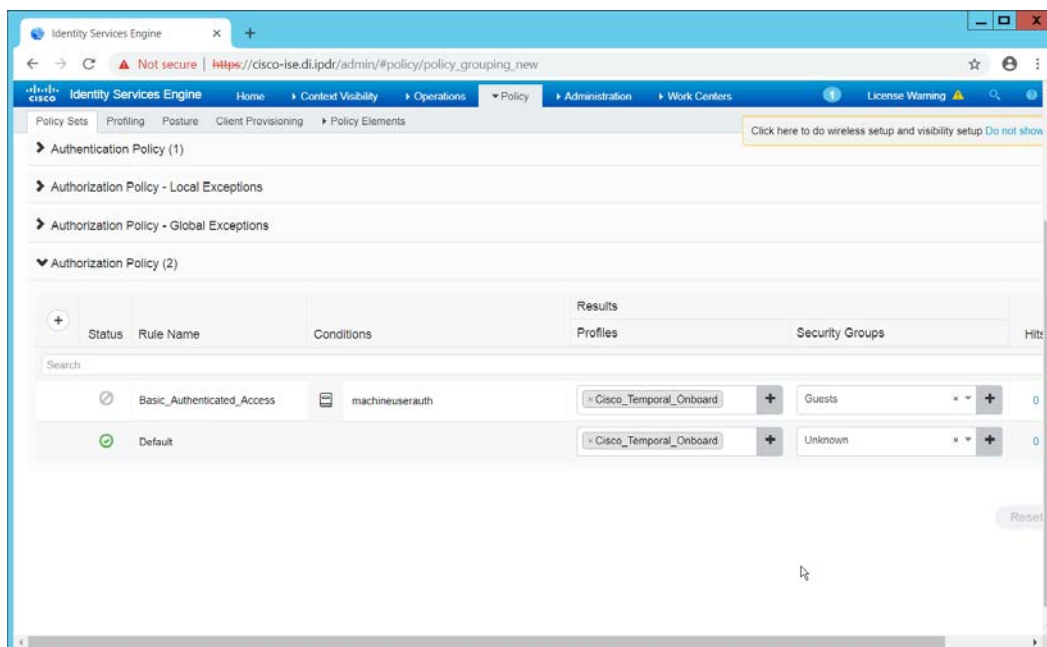 Identity Services Engine × +
Not secure | https://cisco-ise.di.ipdr/admin/#policy/policy_grouping_new
CISCO Identity Services Engine Home Context Visibility Operations Policy Administration Work Centers 1 License Warning
Policy Sets Profiling Posture Client Provisioning Policy Elements
Click here to do wireless setup and visibility setup Do not show
Authentication Policy (1)
Authorization Policy - Local Exceptions
Authorization Policy - Global Exceptions
Authorization Policy (2)
Results
+ Status Rule Name Conditions Profiles Security Groups Hits
Search
Basic_Authenticated_Access machineuserauth × Cisco_Temporal_Onboard + Guests × + 0
Default × Cisco_Temporal_Onboard + Unknown × + 0
Reset